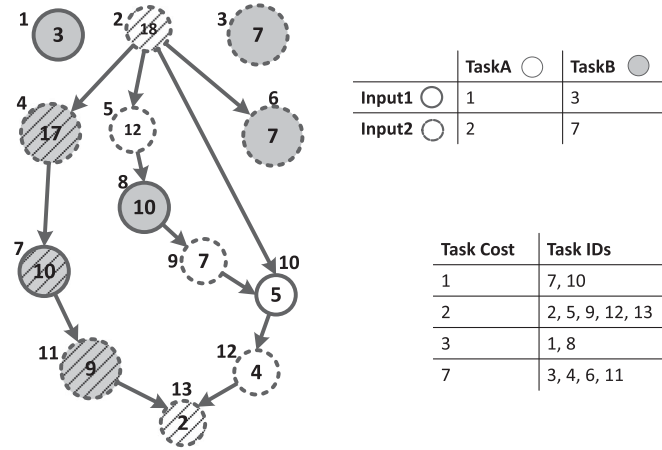 1 3
2 18
3 7
4 17
5 12
6 7
8 10
7 10
9 7
10 5
11 9
12 4
13 2
TaskA TaskB
Input1 1 3
Input2 2 7
Task Cost Task IDs
1 7, 10
2 2, 5, 9, 12, 13
3 1, 8
7 3, 4, 6, 11